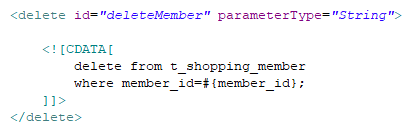 <delete id="deleteMember" parameterType="String">
<![CDATA[
delete from t_shopping_member
where member_id=#{member_id};
]]>
</delete>